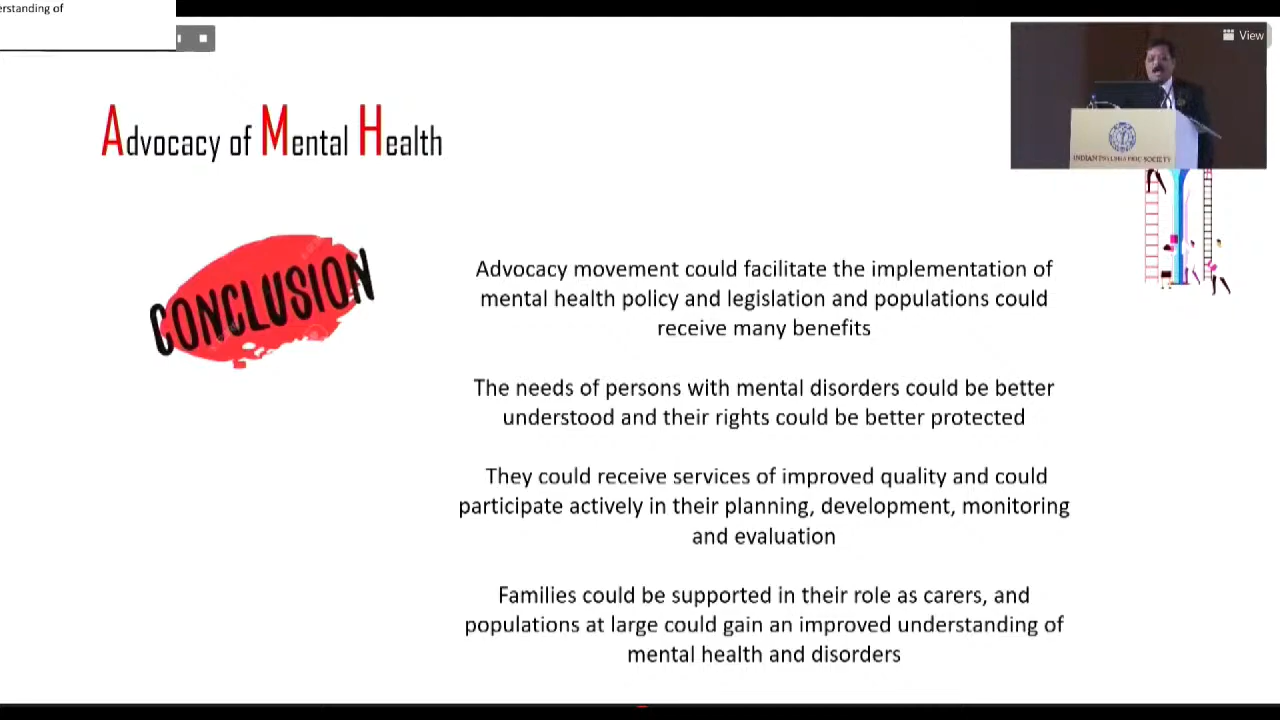 erstanding of
View
Advocacy of Mental Health
INDIAN PSYCHIATRIC SOCIETY
CONCLUSION
Advocacy movement could facilitate the implementation of
mental health policy and legislation and populations could
receive many benefits
The needs of persons with mental disorders could be better
understood and their rights could be better protected
They could receive services of improved quality and could
participate actively in their planning, development, monitoring
and evaluation
Families could be supported in their role as carers, and
populations at large could gain an improved understanding of
mental health and disorders